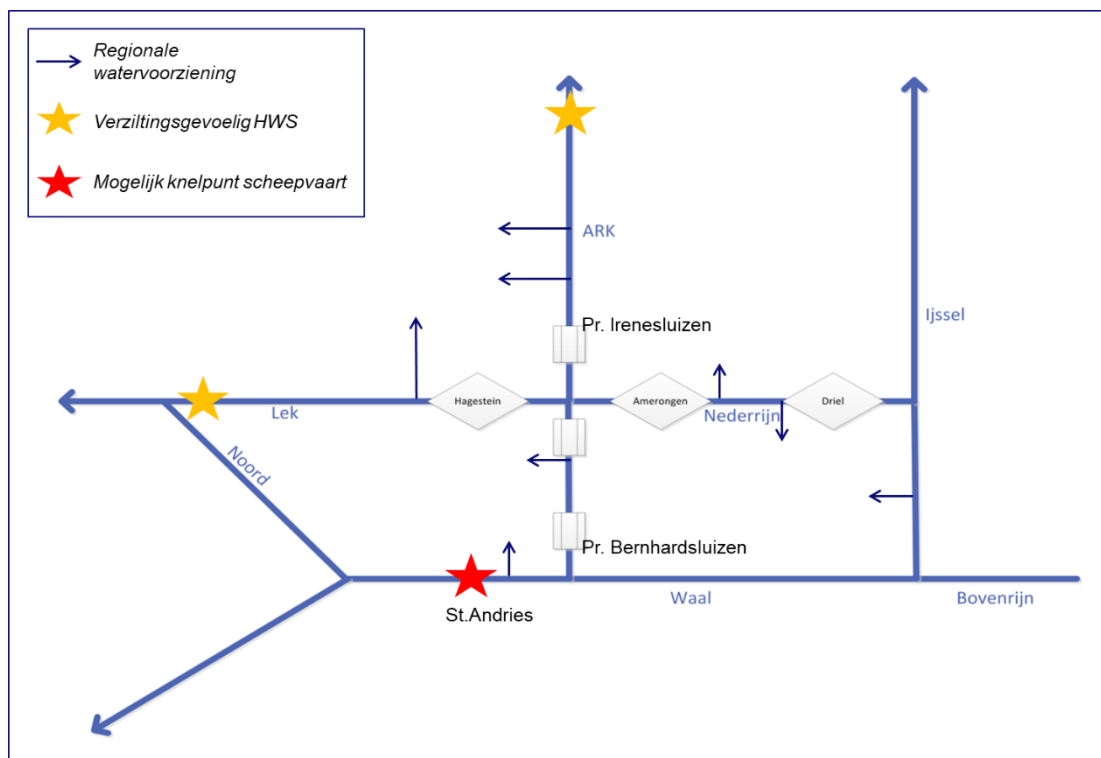 Regionale
watervoorziening
Verziltingsgevoelig HWS
Mogelijk knelpunt scheepvaart
ARK
Pr. Irenesluizen
Ijssel
Hagestein
Amerongen
Driel
Lek
Nederrijn
Noord
Pr. Bernhardsluizen
Waal
Bovenrijn
St.Andries